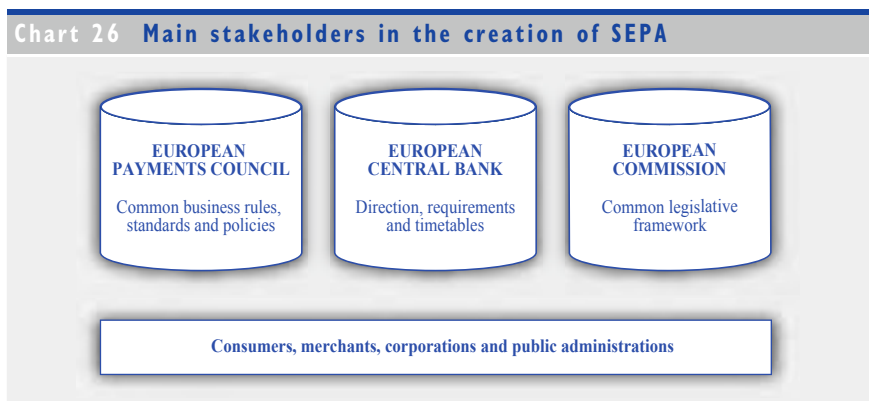 Chart 26 Main stakeholders in the creation of SEPA
EUROPEAN
PAYMENTS COUNCIL
Common business rules,
standards and policies
EUROPEAN
CENTRAL BANK
Direction, requirements
and timetables
EUROPEAN
COMMISSION
Common legislative
framework
Consumers, merchants, corporations and public administrations